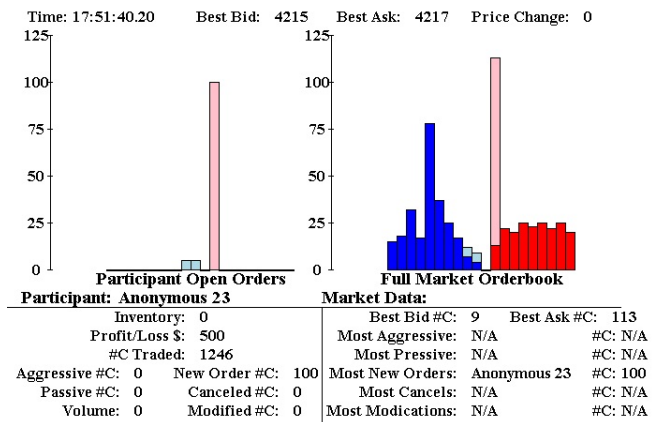 Time: 17:51:40.20 Best Bid: 4215 Best Ask: 4217 Price Change: 0
125 125
100 100
75 75
50 50
25 25
0 0
Participant Open Orders Full Market Orderbook
Participant: Anonymous 23 Market Data:
Inventory: 0 Best Bid #C: 9 Best Ask #C: 113
Profit/Loss $: 500 Most Aggressive: N/A #C: N/A
#C Traded: 1246 Most Pressive: N/A #C: N/A
Aggressive #C: 0 New Order #C: 100 Most New Orders: Anonymous 23 #C: 100
Passive #C: 0 Canceled #C: 0 Most Cancels: N/A #C: N/A
Volume: 0 Modified #C: 0 Most Modications: N/A #C: N/A